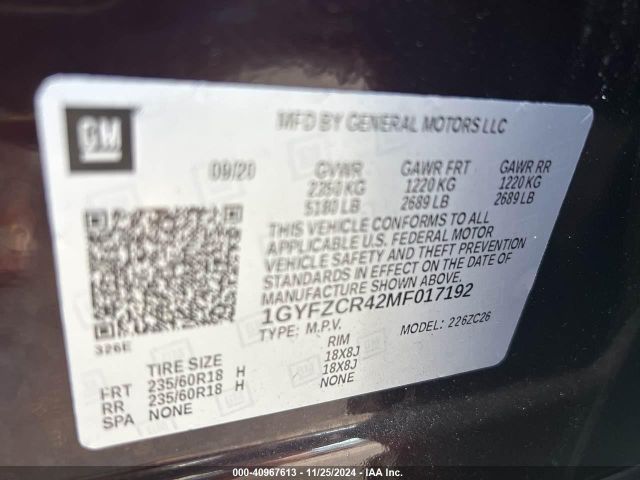 GM
MFD BY GENERAL MOTORS LLC
09/20 GVWR GAWR FRT GAWR RR
1220 KG 1220 KG
5180 LB 2689 LB 2689 LB
THIS VEHICLE CONFORMS TO ALL
APPLICABLE U.S. FEDERAL MOTOR
VEHICLE SAFETY AND THEFT PREVENTION
STANDARDS IN EFFECT ON THE DATE OF
MANUFACTURE SHOWN ABOVE.
1GYFZCR42MF017192
TYPE: M.P.V. MODEL: 226ZC26
326E
TIRE SIZE RIM
FRT 235/60R18 H 18X8J
RR 235/60R18 H 18X8J
SPA NONE NONE
000-40967613 - 11/25/2024 - IAA Inc.